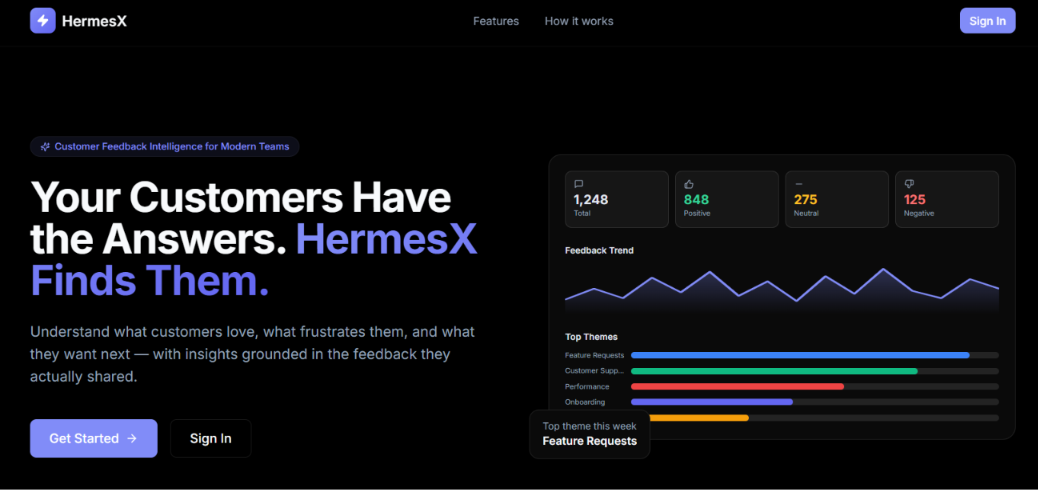 HermesX
Features
How it works
Sign In
Customer Feedback Intelligence for Modern Teams
Your Customers Have
the Answers. HermesX
Finds Them.
Understand what customers love, what frustrates them, and what
they want next — with insights grounded in the feedback they
actually shared.
Get Started →
Sign In
1,248
Total
848
Positive
275
Neutral
125
Negative
Feedback Trend
Top Themes
Feature Requests
Customer Supp...
Performance
Onboarding
Top theme this week
Feature Requests